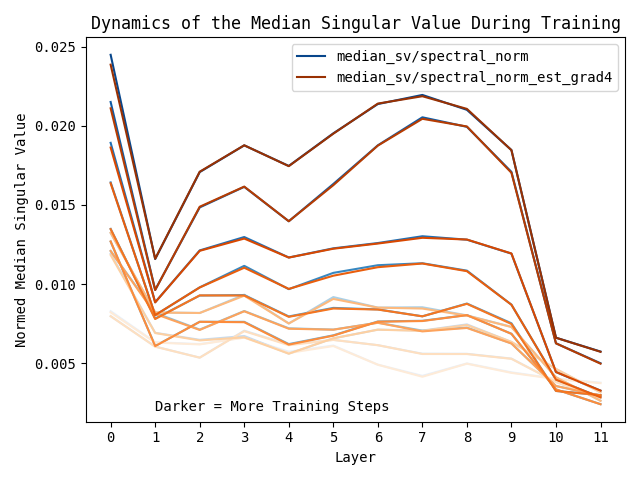 Dynamics of the Median Singular Value During Training
median_sv/spectral_norm
median_sv/spectral_norm_est_grad4
Normed Median Singular Value
0.025
0.020
0.015
0.010
0.005
Darker = More Training Steps
0 1 2 3 4 5 6 7 8 9 10 11
Layer